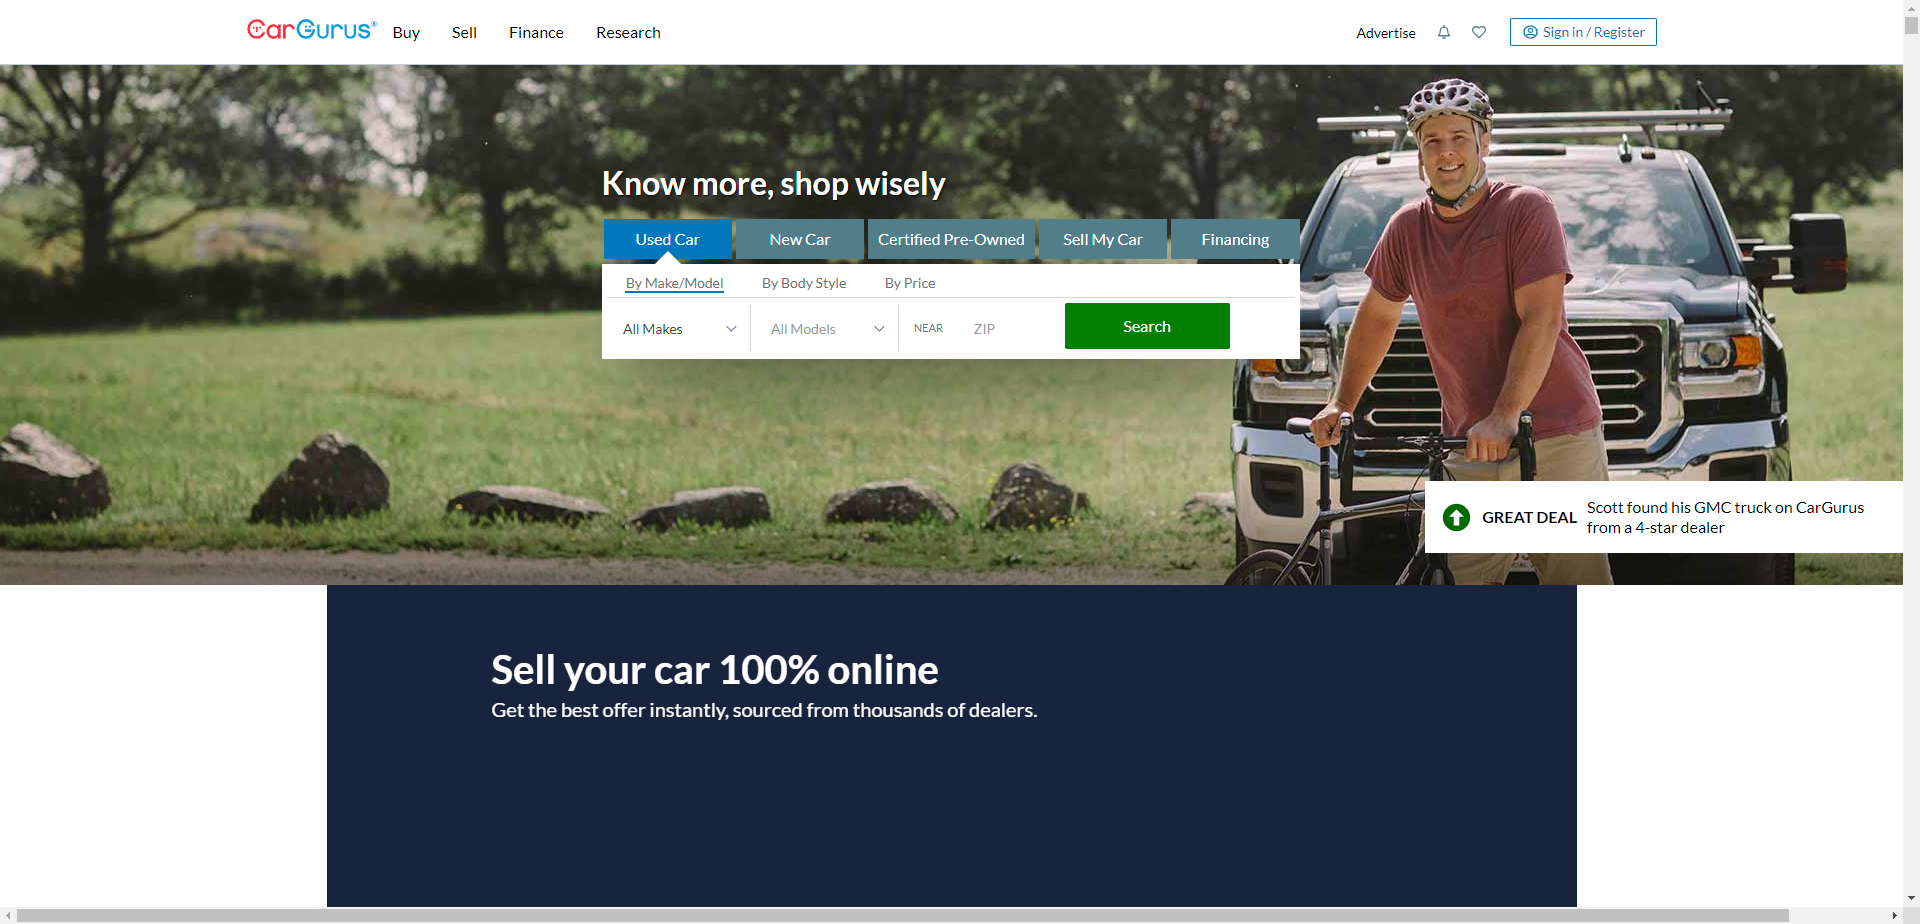 CarGurus®
Buy
Sell
Finance
Research
Advertise
Sign in / Register
Know more, shop wisely
Used Car
New Car
Certified Pre-Owned
Sell My Car
Financing
By Make/Model
By Body Style
By Price
All Makes
All Models
NEAR
ZIP
Search
GREAT DEAL
Scott found his GMC truck on CarGurus
from a 4-star dealer
Sell your car 100% online
Get the best offer instantly, sourced from thousands of dealers.